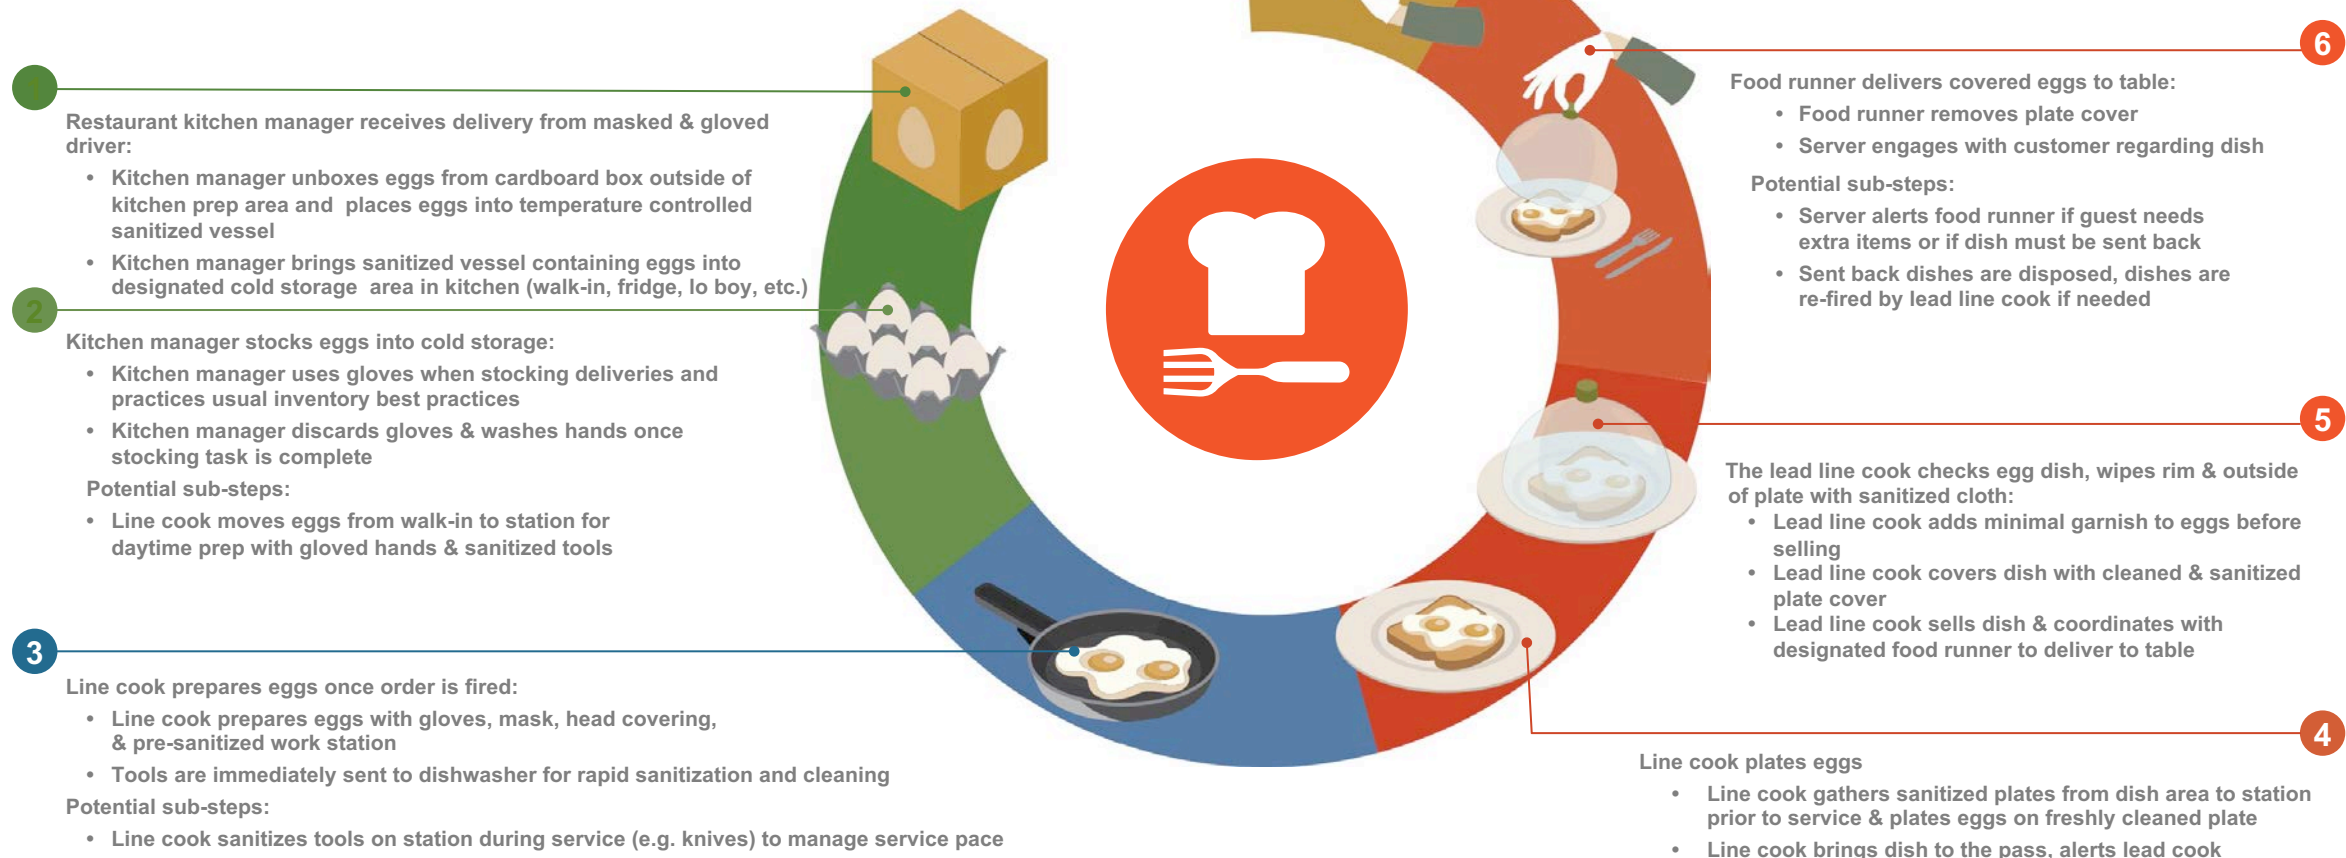 1
Restaurant kitchen manager receives delivery from masked & gloved
driver:
• Kitchen manager unboxes eggs from cardboard box outside of
kitchen prep area and places eggs into temperature controlled
sanitized vessel
• Kitchen manager brings sanitized vessel containing eggs into
designated cold storage area in kitchen (walk-in, fridge, lo boy, etc.)
2
Kitchen manager stocks eggs into cold storage:
• Kitchen manager uses gloves when stocking deliveries and
practices usual inventory best practices
• Kitchen manager discards gloves & washes hands once
stocking task is complete
Potential sub-steps:
• Line cook moves eggs from walk-in to station for
daytime prep with gloved hands & sanitized tools
3
Line cook prepares eggs once order is fired:
• Line cook prepares eggs with gloves, mask, head covering,
& pre-sanitized work station
• Tools are immediately sent to dishwasher for rapid sanitization and cleaning
Potential sub-steps:
• Line cook sanitizes tools on station during service (e.g. knives) to manage service pace
6
Food runner delivers covered eggs to table:
• Food runner removes plate cover
• Server engages with customer regarding dish
Potential sub-steps:
• Server alerts food runner if guest needs
extra items or if dish must be sent back
• Sent back dishes are disposed, dishes are
re-fired by lead line cook if needed
5
The lead line cook checks egg dish, wipes rim & outside
of plate with sanitized cloth:
• Lead line cook adds minimal garnish to eggs before
selling
• Lead line cook covers dish with cleaned & sanitized
plate cover
• Lead line cook sells dish & coordinates with
designated food runner to deliver to table
4
Line cook plates eggs
• Line cook gathers sanitized plates from dish area to station
prior to service & plates eggs on freshly cleaned plate
• Line cook brings dish to the pass, alerts lead cook